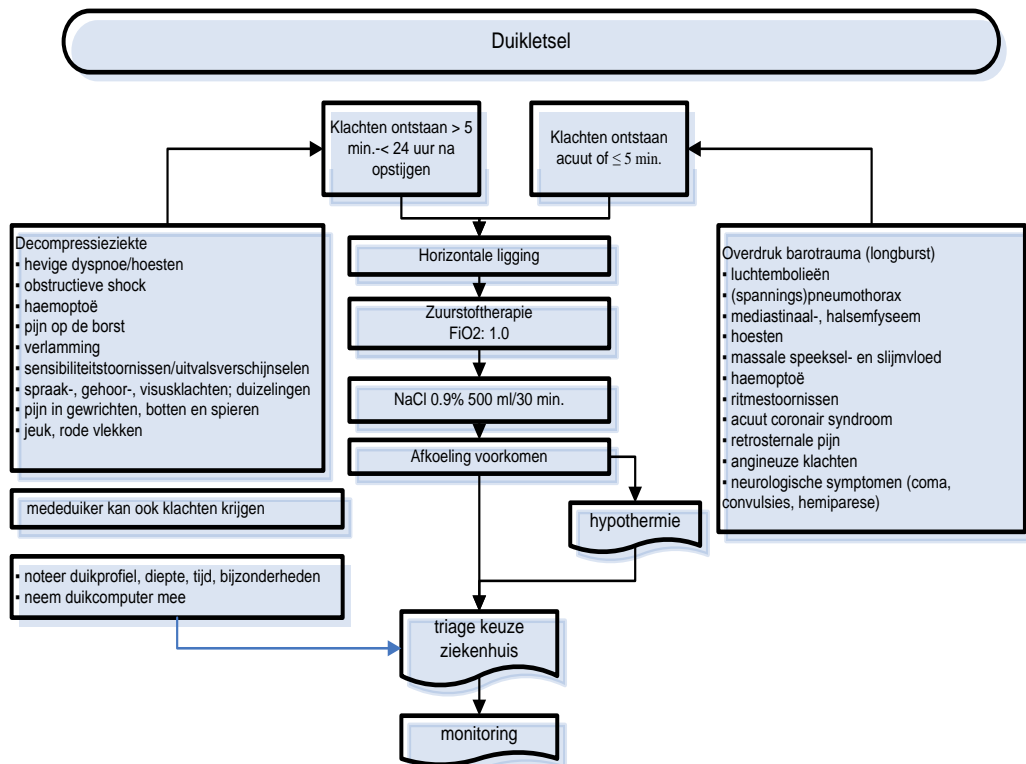 Duikletsel
Klachten ontstaan > 5
min.-< 24 uur na
opstijgen
Klachten ontstaan
acuut of ≤ 5 min.
Decompressieziekte
▪ hevige dyspnoe/hoesten
▪ obstructieve shock
▪ haemoptoë
▪ pijn op de borst
▪ verlamming
▪ sensibiliteitstoornissen/uitvalsverschijnselen
▪ spraak-, gehoor-, visusklachten; duizelingen
▪ pijn in gewrichten, botten en spieren
▪ jeuk, rode vlekken
Horizontale ligging
Zuurstoftherapie
FiO2: 1.0
NaCl 0.9% 500 ml/30 min.
Afkoeling voorkomen
hypothermie
Overdruk barotrauma (longburst)
▪ luchtembolieën
▪ (spannings)pneumothorax
▪ mediastinaal-, halsemfyseem
▪ hoesten
▪ massale speeksel- en slijmvloed
▪ haemoptoë
▪ ritmestoornissen
▪ acuut coronair syndroom
▪ retrosternale pijn
▪ angineuze klachten
▪ neurologische symptomen (coma,
convulsies, hemiparese)
mededuiker kan ook klachten krijgen
▪ noteer duikprofiel, diepte, tijd, bijzonderheden
▪ neem duikcomputer mee
triage keuze
ziekenhuis
monitoring